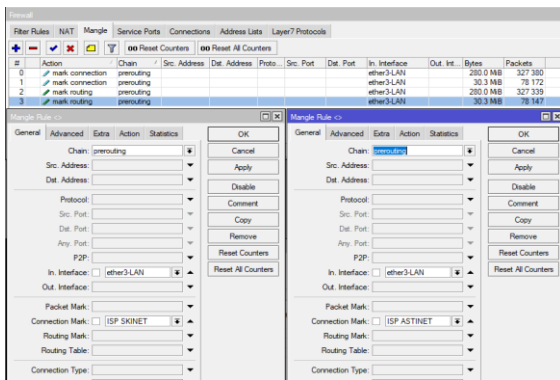 Firewall
Filter Rules NAT Mangle Service Ports Connections Address Lists Layer7 Protocols
00 Reset Counters 00 Reset All Counters
# Action Chain Src. Address Dst. Address Proto... Src. Port Dst. Port In. Interface Out. Int... Bytes Packets
0 mark connection prerouting ether3-LAN 280.0 MiB 327 380
1 mark connection prerouting ether3-LAN 30.3 MiB 78 172
2 mark routing prerouting ether3-LAN 280.0 MiB 327 339
3 mark routing prerouting ether3-LAN 30.3 MiB 78 147
Mangle Rule <>
General Advanced Extra Action Statistics
Chain: prerouting
Src. Address:
Dst. Address:
Protocol:
Src. Port:
Dst. Port:
Any. Port:
P2P:
In. Interface: ether3-LAN
Out. Interface:
Packet Mark:
Connection Mark: ISP SKINET
Routing Mark:
Routing Table:
Connection Type:
OK
Cancel
Apply
Disable
Comment
Copy
Remove
Reset Counters
Reset All Counters
Mangle Rule <>
General Advanced Extra Action Statistics
Chain: prerouting
Src. Address:
Dst. Address:
Protocol:
Src. Port:
Dst. Port:
Any. Port:
P2P:
In. Interface: ether3-LAN
Out. Interface:
Packet Mark:
Connection Mark: ISP ASTINET
Routing Mark:
Routing Table:
Connection Type:
OK
Cancel
Apply
Disable
Comment
Copy
Remove
Reset Counters
Reset All Counters